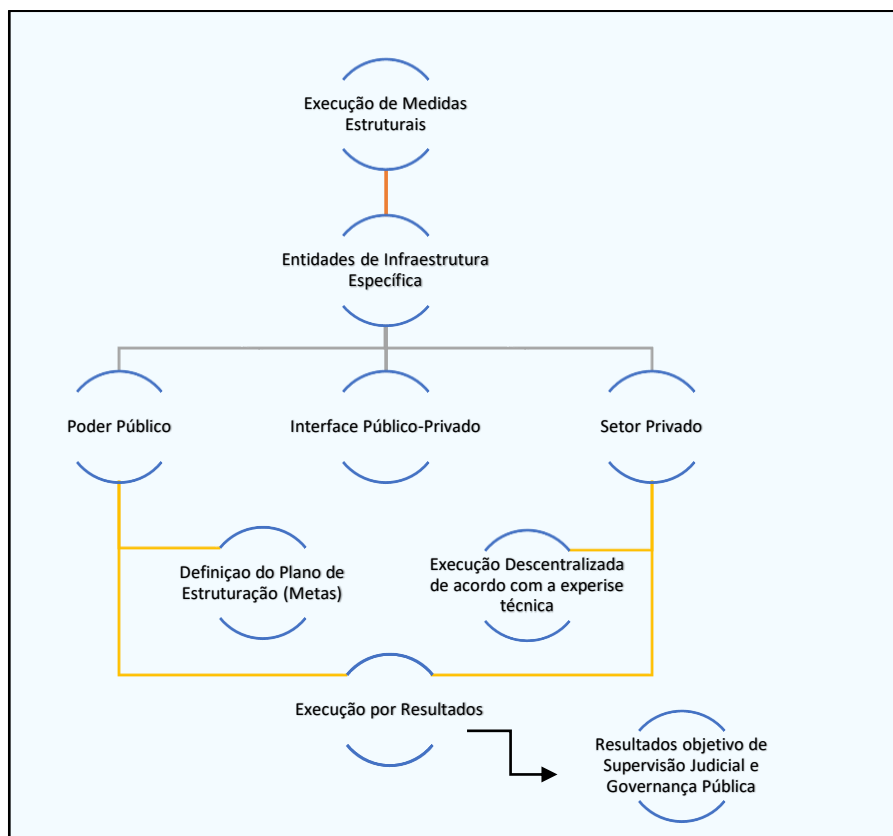 Execução de Medidas
Estruturais
Entidades de Infraestrutura
Específica
Poder Público
Interface Público-Privado
Setor Privado
Definiçao do Plano de
Estruturação (Metas)
Execução Descentralizada
de acordo com a experise
técnica
Execução por Resultados
Resultados objetivo de
Supervisão Judicial e
Governança Pública